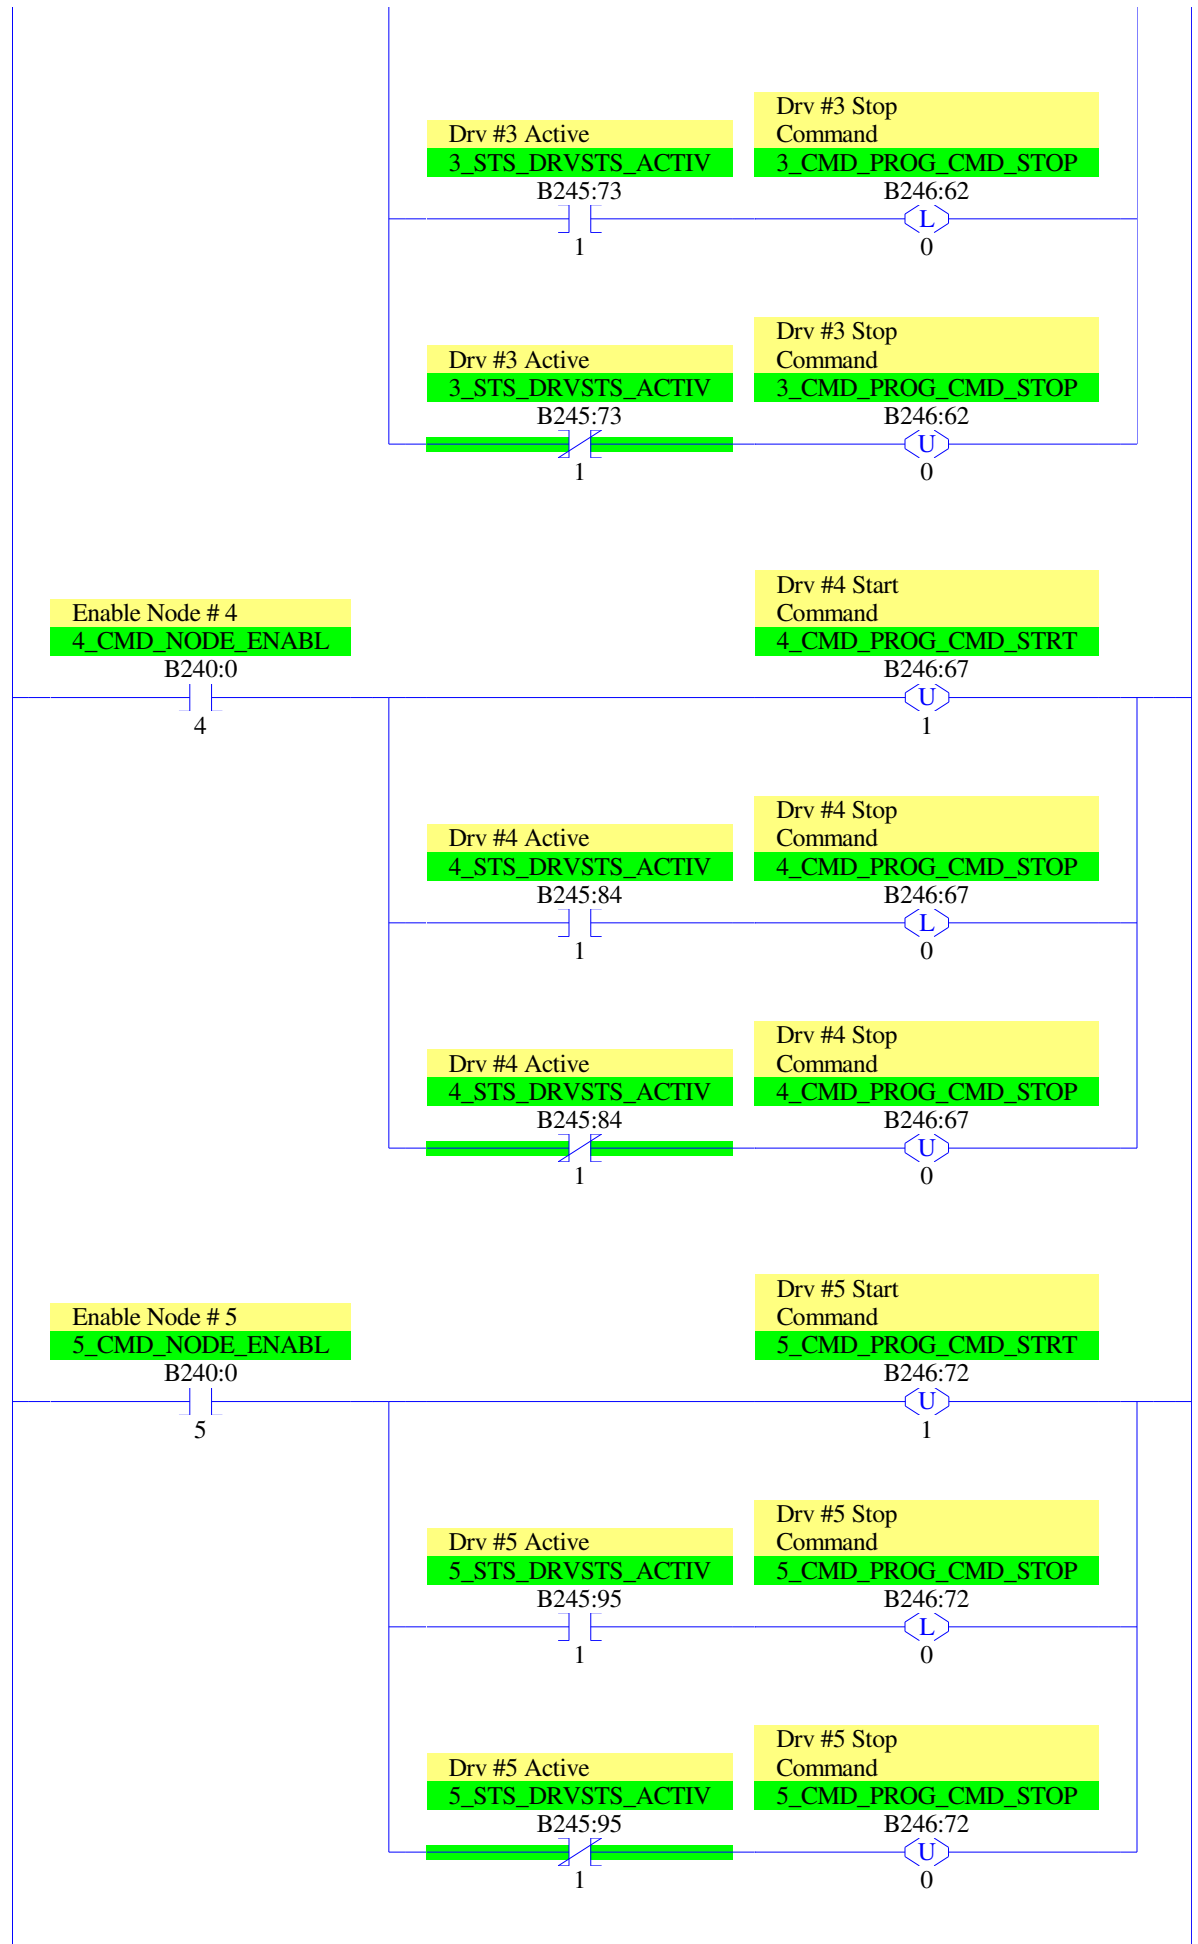 Drv #3 Active
3_STS_DRVSTS_ACTIV
B245:73
1
Drv #3 Stop
Command
3_CMD_PROG_CMD_STOP
B246:62
L
0
Drv #3 Active
3_STS_DRVSTS_ACTIV
B245:73
1
Drv #3 Stop
Command
3_CMD_PROG_CMD_STOP
B246:62
U
0
Enable Node # 4
4_CMD_NODE_ENABL
B240:0
4
Drv #4 Start
Command
4_CMD_PROG_CMD_STRT
B246:67
U
1
Drv #4 Active
4_STS_DRVSTS_ACTIV
B245:84
1
Drv #4 Stop
Command
4_CMD_PROG_CMD_STOP
B246:67
L
0
Drv #4 Active
4_STS_DRVSTS_ACTIV
B245:84
1
Drv #4 Stop
Command
4_CMD_PROG_CMD_STOP
B246:67
U
0
Enable Node # 5
5_CMD_NODE_ENABL
B240:0
5
Drv #5 Start
Command
5_CMD_PROG_CMD_STRT
B246:72
U
1
Drv #5 Active
5_STS_DRVSTS_ACTIV
B245:95
1
Drv #5 Stop
Command
5_CMD_PROG_CMD_STOP
B246:72
L
0
Drv #5 Active
5_STS_DRVSTS_ACTIV
B245:95
1
Drv #5 Stop
Command
5_CMD_PROG_CMD_STOP
B246:72
U
0